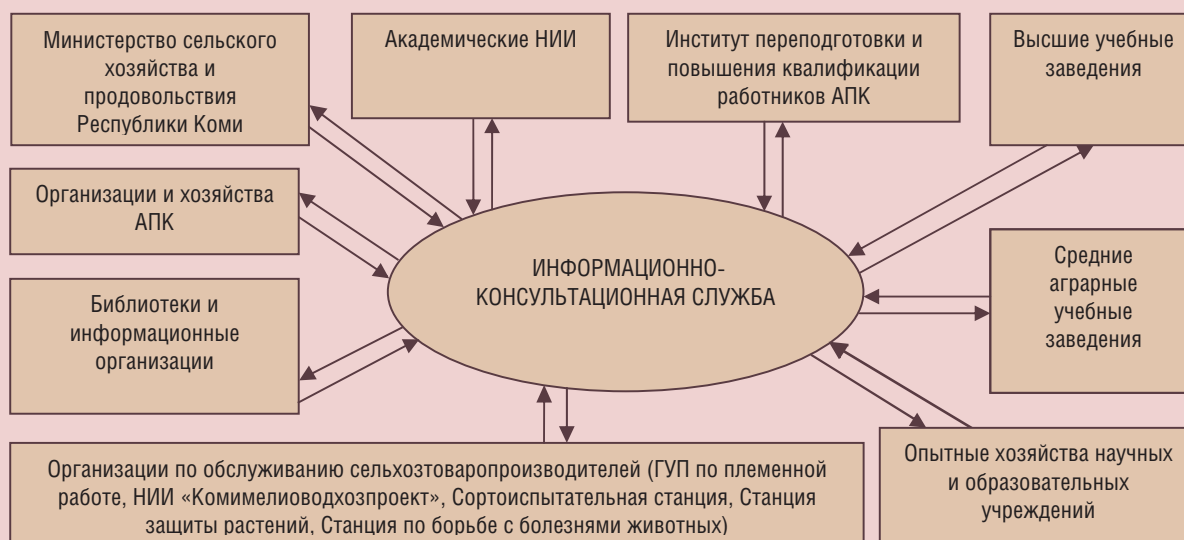 Министерство сельского
хозяйства и
продовольствия
Республики Коми
Академические НИИ
Институт переподготовки и
повышения квалификации
работников АПК
Высшие учебные
заведения
Организации и хозяйства
АПК
ИНФОРМАЦИОННО-
КОНСУЛЬТАЦИОННАЯ СЛУЖБА
Средние
аграрные
учебные
заведения
Библиотеки и
информационные
организации
Организации по обслуживанию сельхозтоваропроизводителей (ГУП по племенной
работе, НИИ «Комимелиоводхозпроект», Сортоиспытательная станция, Станция
защиты растений, Станция по борьбе с болезнями животных)
Опытные хозяйства научных
и образовательных
учреждений